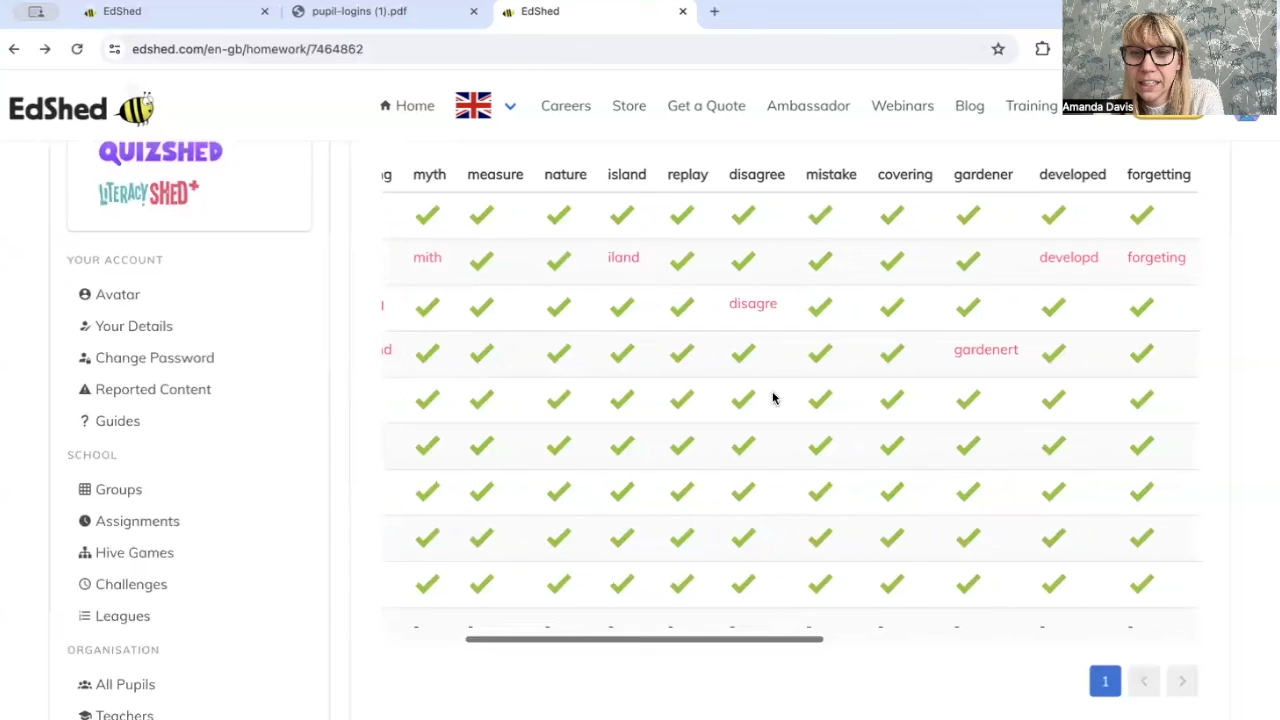 EdShed
pupil-logins (1).pdf
EdShed
edshed.com/en-gb/homework/7464862
Amanda Davis
EdShed
Home
Careers
Store
Get a Quote
Ambassador
Webinars
Blog
Training
QUIZSHED
LITERACY SHED+
YOUR ACCOUNT
Avatar
Your Details
Change Password
Reported Content
? Guides
SCHOOL
Groups
Assignments
Hive Games
Challenges
Leagues
ORGANISATION
All Pupils
Teachers
ng myth measure nature island replay disagree mistake covering gardener developed forgetting
mith iland developd forgeting
disagre
nd gardenert
- - - - - - - - - - -
1